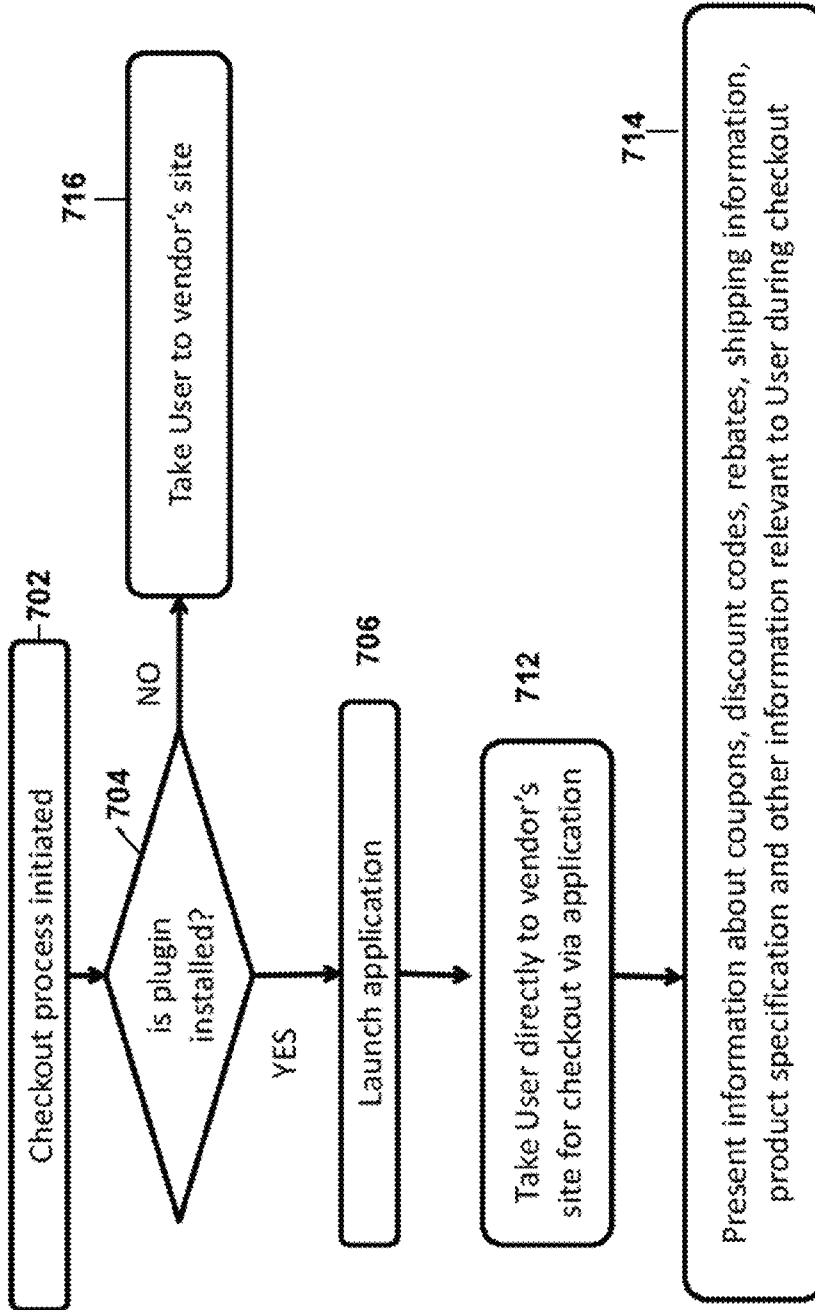 Checkout process initiated
702
704
is plugin
installed?
NO
716
Take User to vendor's site
YES
Launch application
706
Take User directly to vendor's
site for checkout via application
712
714
Present information about coupons, discount codes, rebates, shipping information,
product specification and other information relevant to User during checkout